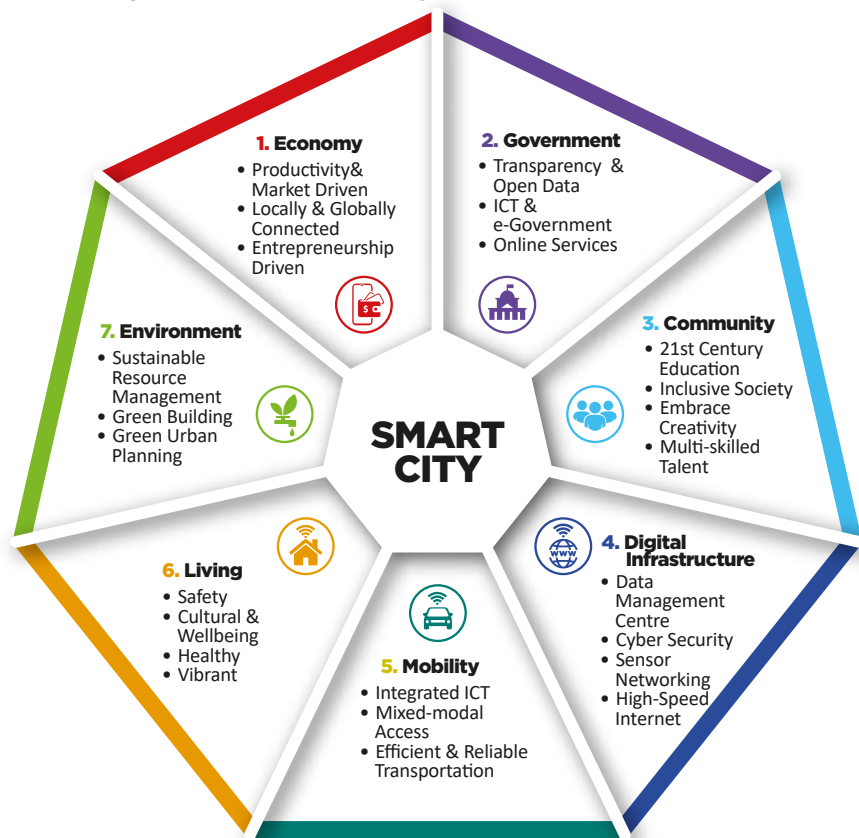 1. Economy
• Productivity&
Market Driven
• Locally & Globally
Connected
• Entrepreneurship
Driven
2. Government
• Transparency &
Open Data
• ICT &
e-Government
• Online Services
3. Community
• 21st Century
Education
• Inclusive Society
• Embrace
Creativity
• Multi-skilled
Talent
4. Digital
Infrastructure
• Data
Management
Centre
• Cyber Security
• Sensor
Networking
• High-Speed
Internet
5. Mobility
• Integrated ICT
• Mixed-modal
Access
• Efficient & Reliable
Transportation
6. Living
• Safety
• Cultural &
Wellbeing
• Healthy
• Vibrant
7. Environment
• Sustainable
Resource
Management
• Green Building
• Green Urban
Planning
SMART
CITY
$
www